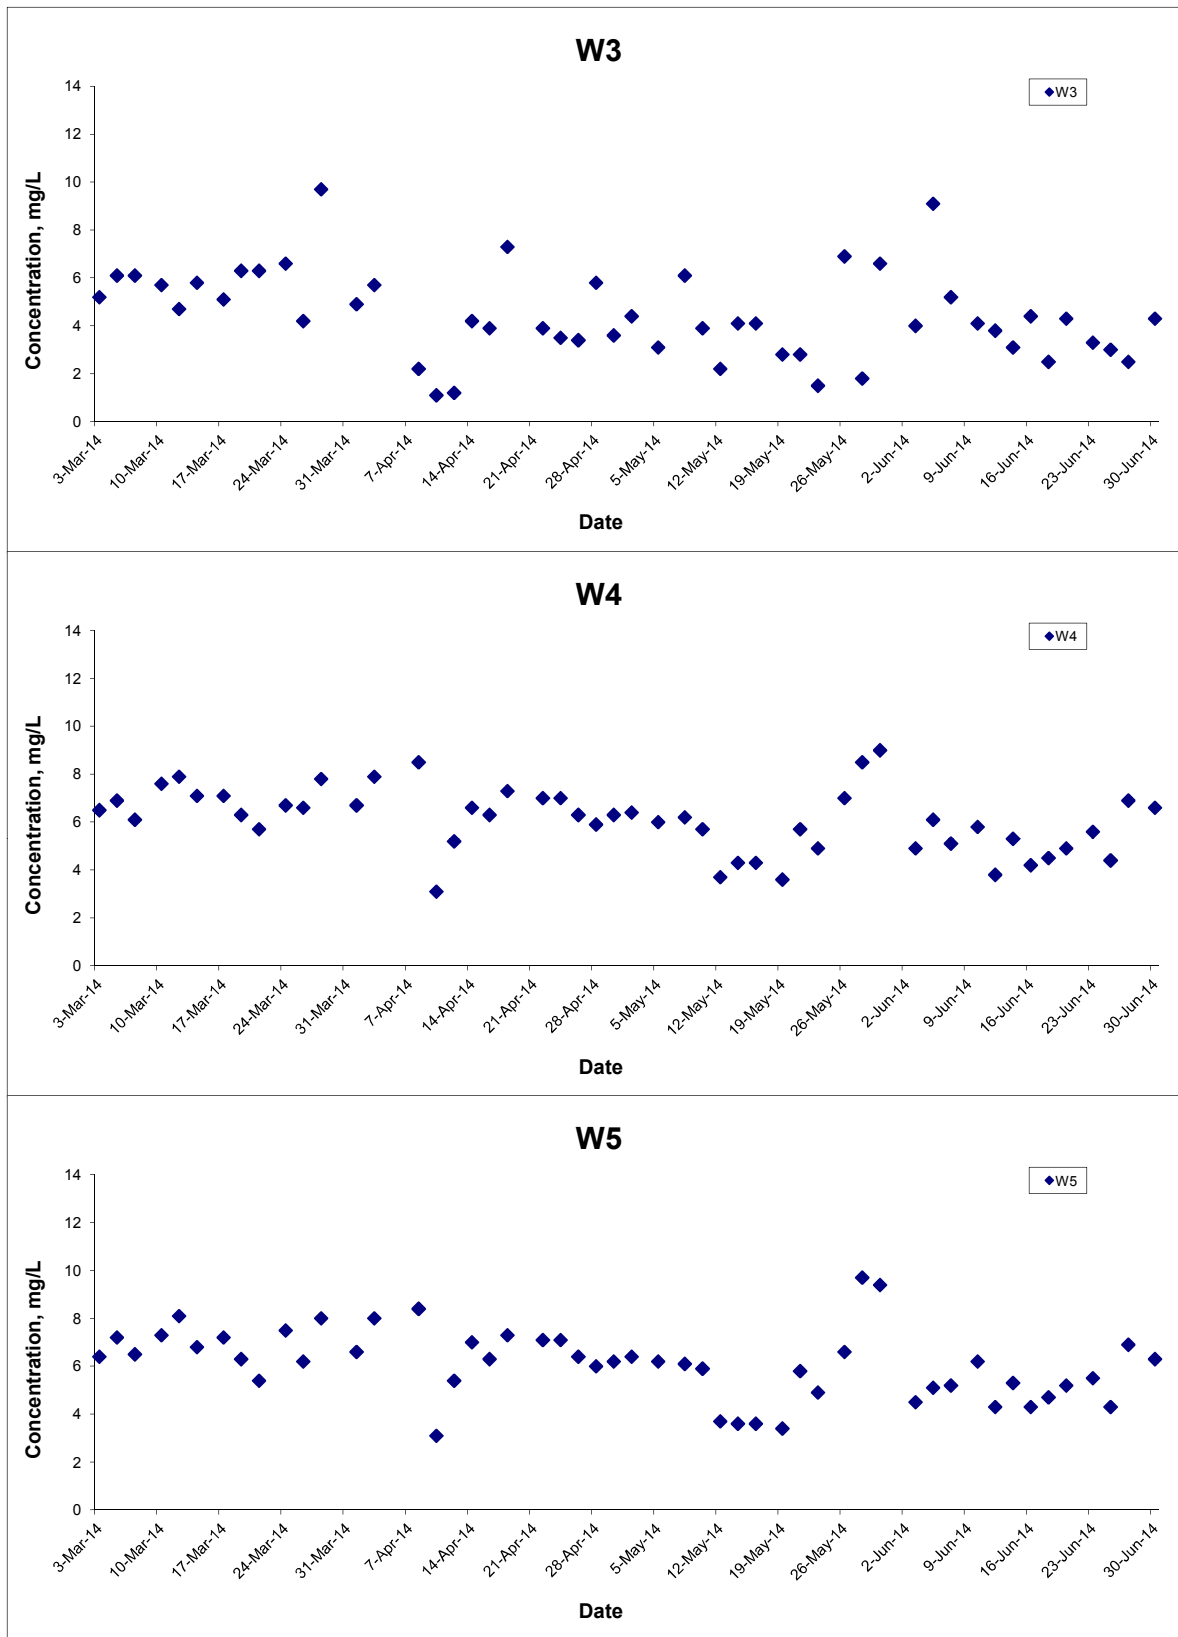 W3
W3
Concentration, mg/L
14
12
10
8
6
4
2
0
3-Mar-14
10-Mar-14
17-Mar-14
24-Mar-14
31-Mar-14
7-Apr-14
14-Apr-14
21-Apr-14
28-Apr-14
5-May-14
12-May-14
19-May-14
26-May-14
2-Jun-14
9-Jun-14
16-Jun-14
23-Jun-14
30-Jun-14
Date
W4
W4
Concentration, mg/L
14
12
10
8
6
4
2
0
3-Mar-14
10-Mar-14
17-Mar-14
24-Mar-14
31-Mar-14
7-Apr-14
14-Apr-14
21-Apr-14
28-Apr-14
5-May-14
12-May-14
19-May-14
26-May-14
2-Jun-14
9-Jun-14
16-Jun-14
23-Jun-14
30-Jun-14
Date
W5
W5
Concentration, mg/L
14
12
10
8
6
4
2
0
3-Mar-14
10-Mar-14
17-Mar-14
24-Mar-14
31-Mar-14
7-Apr-14
14-Apr-14
21-Apr-14
28-Apr-14
5-May-14
12-May-14
19-May-14
26-May-14
2-Jun-14
9-Jun-14
16-Jun-14
23-Jun-14
30-Jun-14
Date